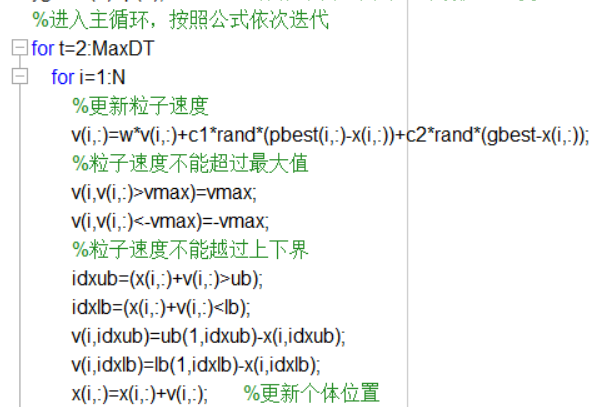 %进入主循环，按照公式依次迭代
for t=2:MaxDT
for i=1:N
%更新粒子速度
v(i,:)=w*v(i,:)+c1*rand*(pbest(i,:)-x(i,:))+c2*rand*(gbest-x(i,:));
%粒子速度不能超过最大值
v(i,v(i,:)>vmax)=vmax;
v(i,v(i,:)<-vmax)=-vmax;
%粒子速度不能越过上下界
idxub=(x(i,:)+v(i,:)>ub);
idxlb=(x(i,:)+v(i,:)<lb);
v(i,idxub)=ub(1,idxub)-x(i,idxub);
v(i,idxlb)=lb(1,idxlb)-x(i,idxlb);
x(i,:)=x(i,:)+v(i,:); %更新个体位置